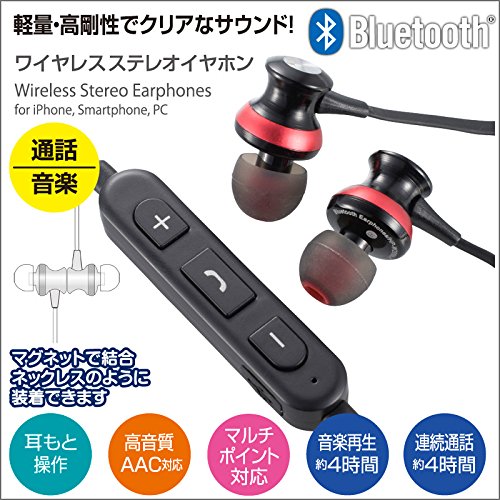 軽量・高剛性でクリアなサウンド!
Bluetooth®
ワイヤレスステレオイヤホン
Wireless Stereo Earphones
for iPhone, Smartphone, PC
通話
音楽
Bluetooth Earphones
マグネットで結合
ネックレスのように
装着できます
耳もと
操作
高音質
AAC対応
マルチ
ポイント
対応
音楽再生
約4時間
連続通話
約4時間